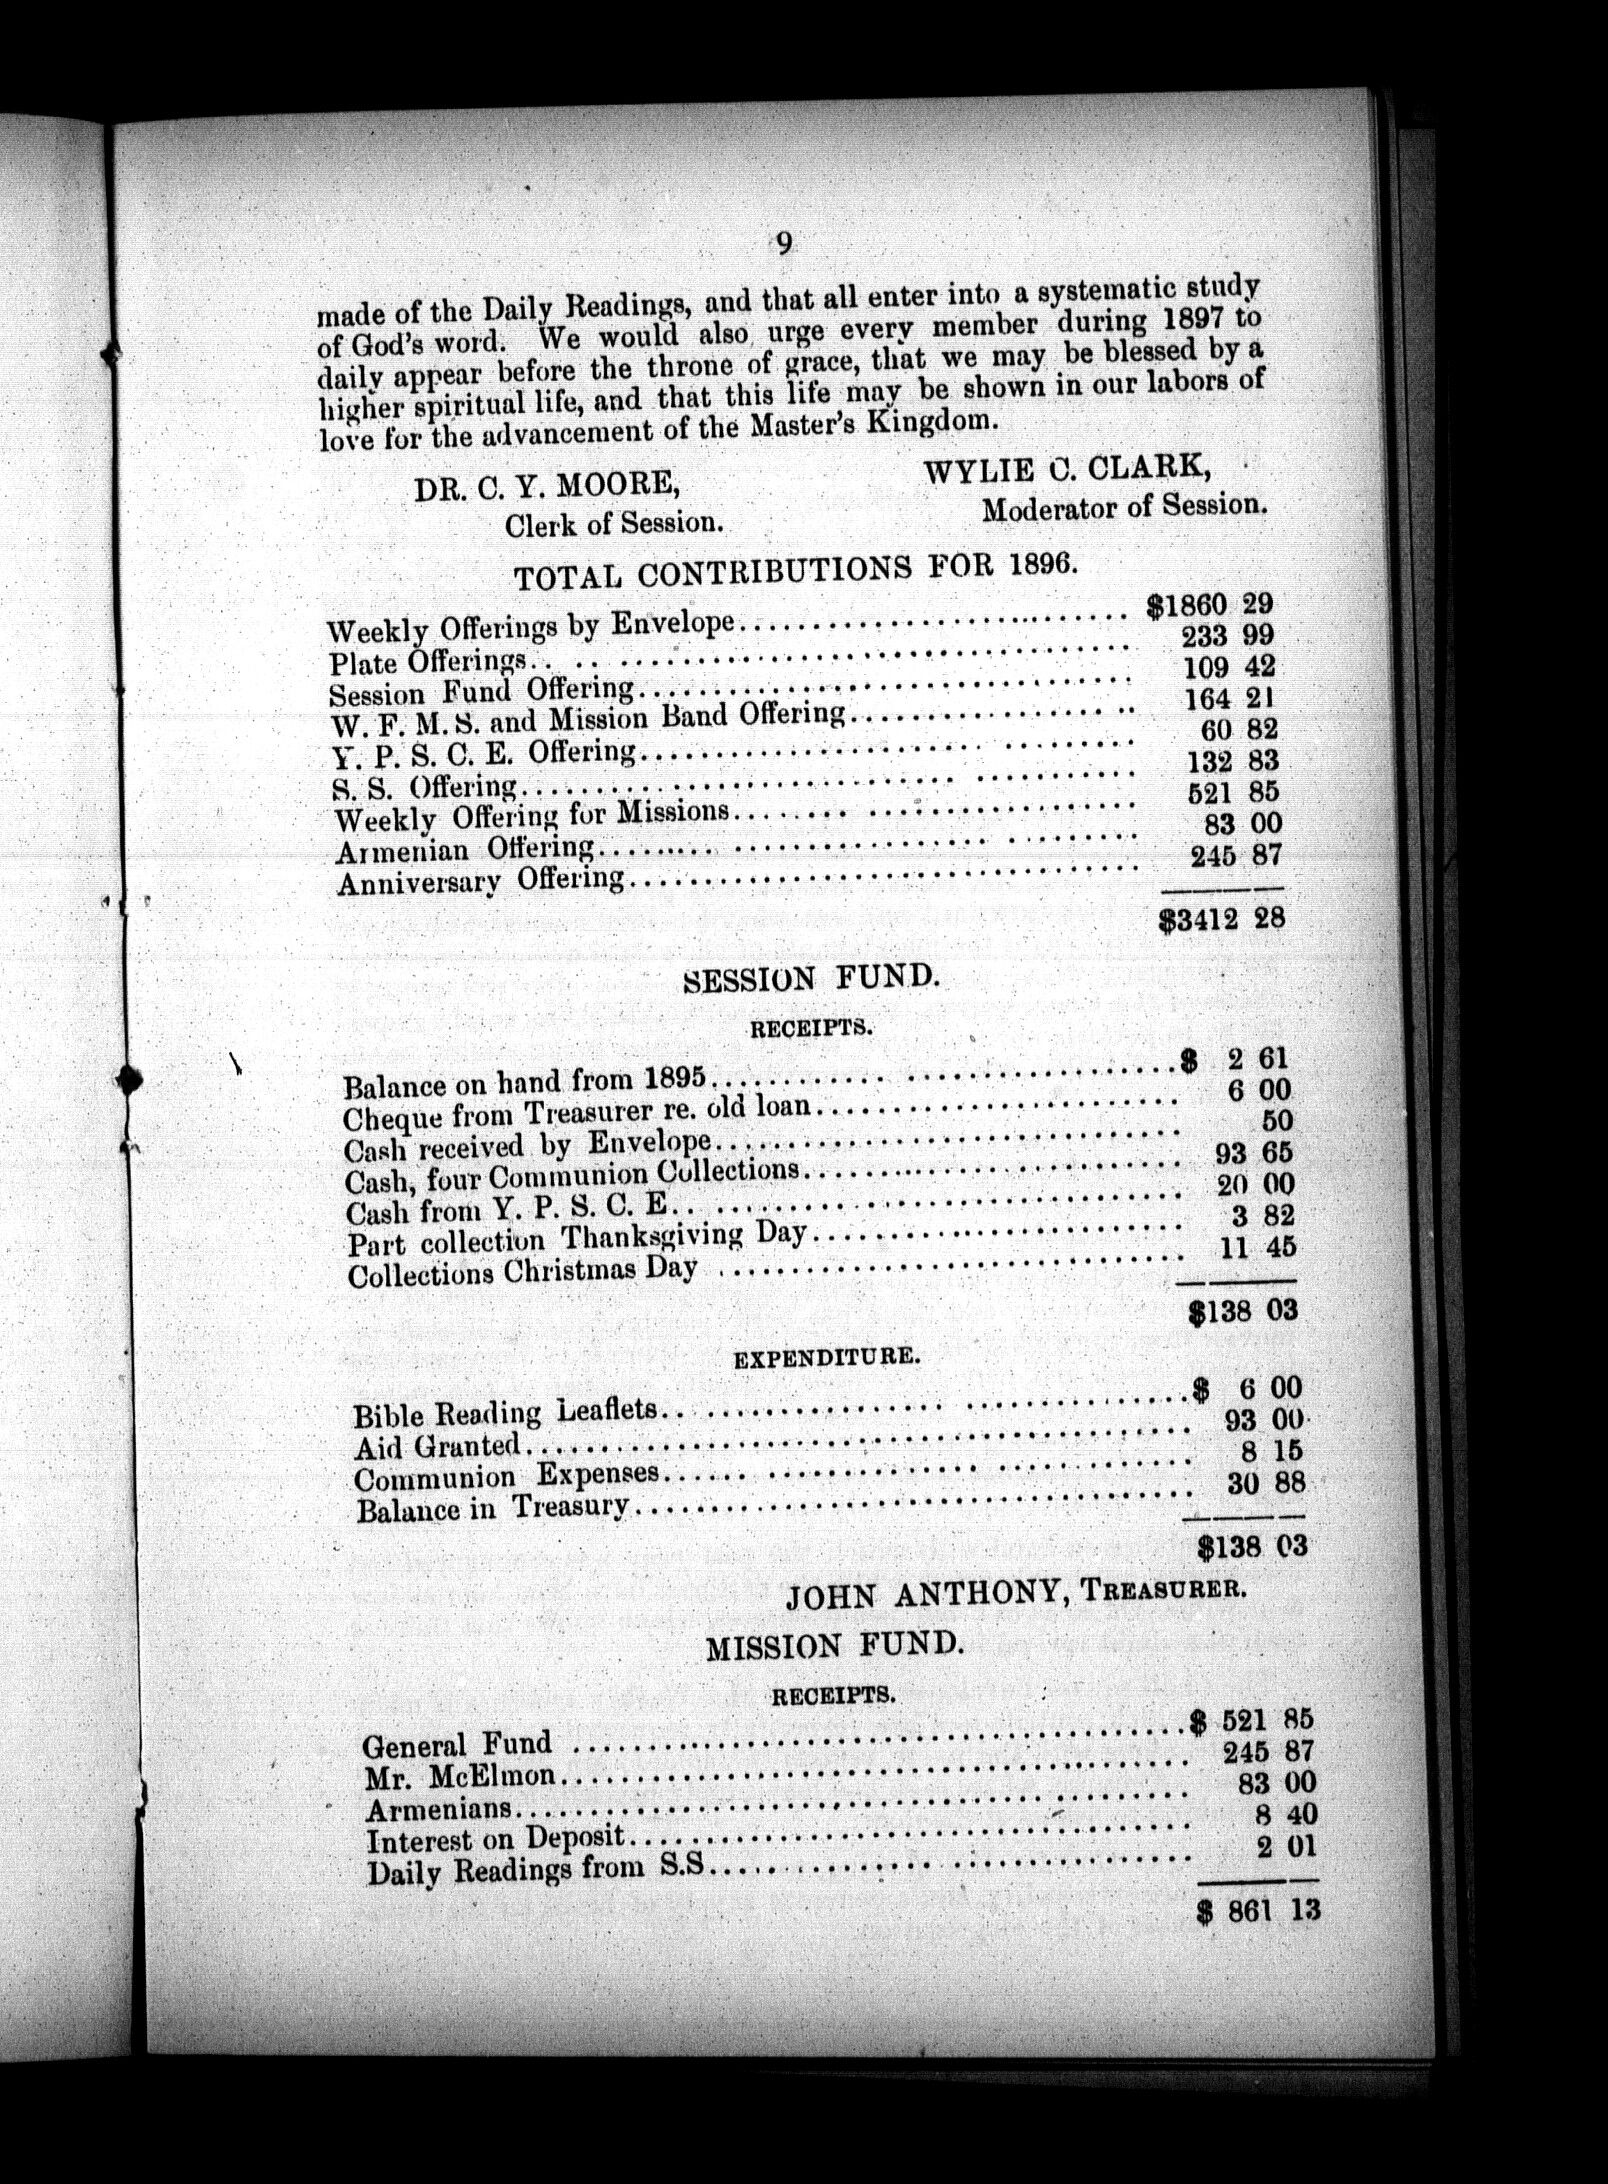 9
made of the Daily Readings, and that all enter into a systematic study
of God's word. We would also urge every member during 1897 to
daily appear before the throne of grace, that we may be blessed by a
higher spiritual life, and that this life may be shown in our labors of
love for the advancement of the Master's Kingdom.
DR. C. Y. MOORE, WYLIE C. CLARK,
Clerk of Session. Moderator of Session.
TOTAL CONTRIBUTIONS FOR 1896.
Weekly Offerings by Envelope........................ $1860 29
Plate Offerings.................................... 233 99
Session Fund Offering.............................. 109 42
W. F. M. S. and Mission Band Offering.................. 164 21
Y. P. S. C. E. Offering.............................. 60 82
S. S. Offering...................................... 132 83
Weekly Offering for Missions........................ 521 85
Armenian Offering................................ 83 00
Anniversary Offering................................ 245 87
$3412 28
SESSION FUND.
RECEIPTS.
Balance on hand from 1895..............................$ 2 61
Cheque from Treasurer re. old loan........................ 6 00
Cash received by Envelope.............................. 50
Cash, four Communion Collections........................ 93 65
Cash from Y. P. S. C. E................................ 20 00
Part collection Thanksgiving Day........................ 3 82
Collections Christmas Day .............................. 11 45
$138 03
EXPENDITURE.
Bible Reading Leaflets..................................$ 6 00
Aid Granted.......................................... 93 00
Communion Expenses................................ 8 15
Balance in Treasury.................................... 30 88
$138 03
JOHN ANTHONY, TREASURER.
MISSION FUND.
RECEIPTS.
General Fund ........................................$ 521 85
Mr. McElmon........................................ 245 87
Armenians.......................................... 83 00
Interest on Deposit.................................... 8 40
Daily Readings from S.S.............................. 2 01
$ 861 13